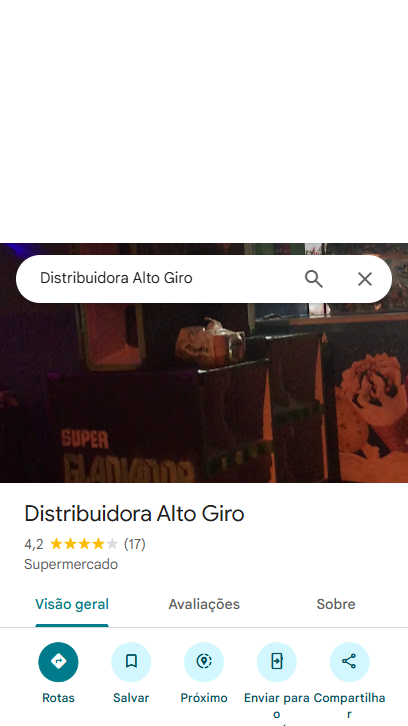 Distribuidora Alto Giro
SUPER
GLADIADOR
Distribuidora Alto Giro
4,2 (17)
Supermercado
Visão geral Avaliações Sobre
Rotas Salvar Próximo Enviar para o Compartilhar